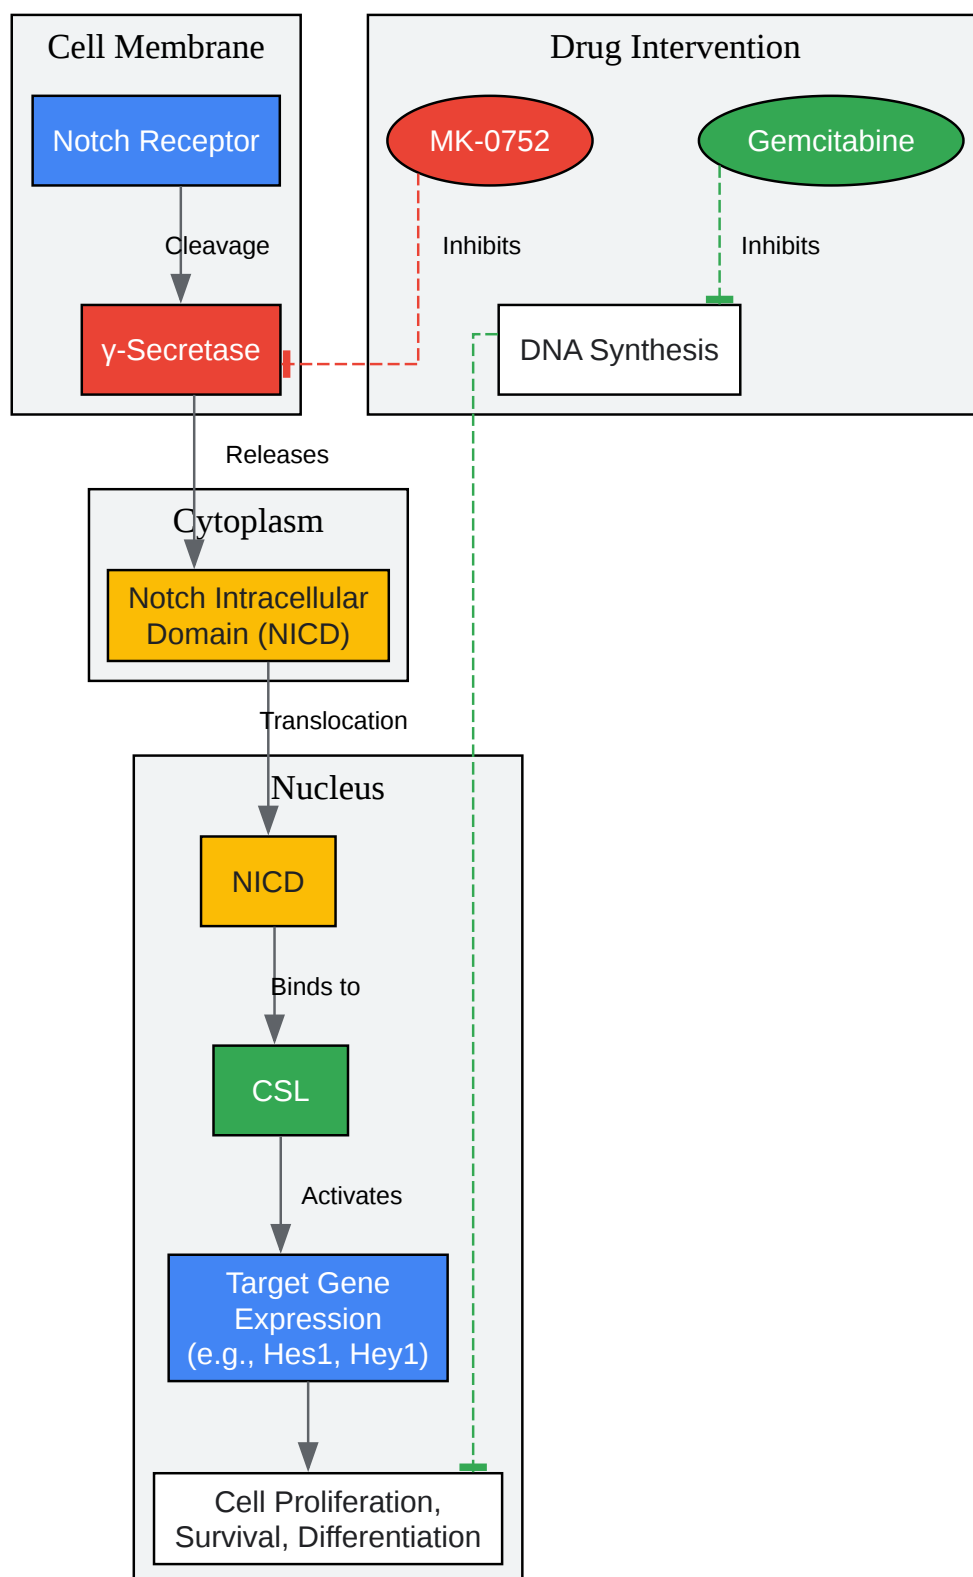 Cell Membrane
Drug Intervention
Notch Receptor
MK-0752
Gemcitabine
Cleavage
Inhibits
Inhibits
γ-Secretase
DNA Synthesis
Releases
Cytoplasm
Notch Intracellular
Domain (NICD)
Translocation
Nucleus
NICD
Binds to
CSL
Activates
Target Gene
Expression
(e.g., Hes1, Hey1)
Cell Proliferation,
Survival, Differentiation